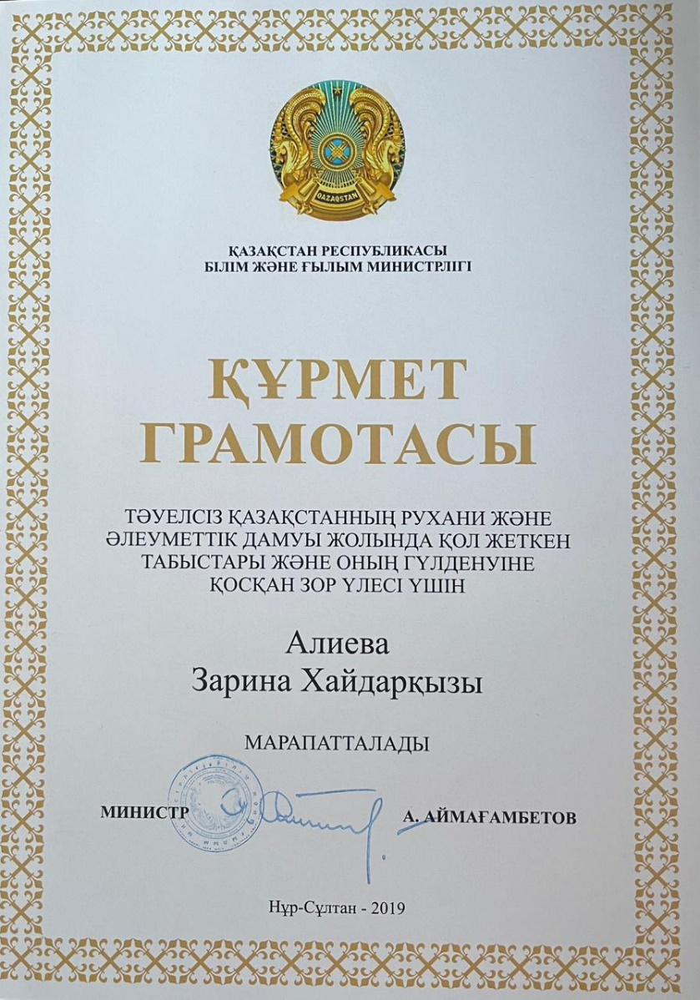 QAZAQSTAN
ҚАЗАҚСТАН РЕСПУБЛИКАСЫ
БІЛІМ ЖӘНЕ ҒЫЛЫМ МИНИСТРЛІГІ
ҚҰРМЕТ
ГРАМОТАСЫ
ТӘУЕЛСІЗ ҚАЗАҚСТАННЫҢ РУХАНИ ЖӘНЕ
ӘЛЕУМЕТТІК ДАМУЫ ЖОЛЫНДА ҚОЛ ЖЕТКЕН
ТАБЫСТАРЫ ЖӘНЕ ОНЫҢ ГҮЛДЕНУІНЕ
ҚОСҚАН ЗОР ҮЛЕСІ ҮШІН
Алиева
Зарина Хайдарқызы
МАРАПАТТАЛАДЫ
МИНИСТР А. АЙМАҒАМБЕТОВ
Нұр-Сұлтан - 2019